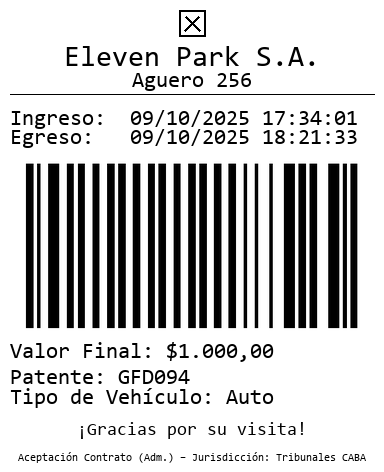 Eleven Park S.A.
Aguero 256
Ingreso: 09/10/2025 17:34:01
Egreso: 09/10/2025 18:21:33
Valor Final: $1.000,00
Patente: GFD094
Tipo de Vehículo: Auto
¡Gracias por su visita!
Aceptación Contrato (Adm.) – Jurisdicción: Tribunales CABA